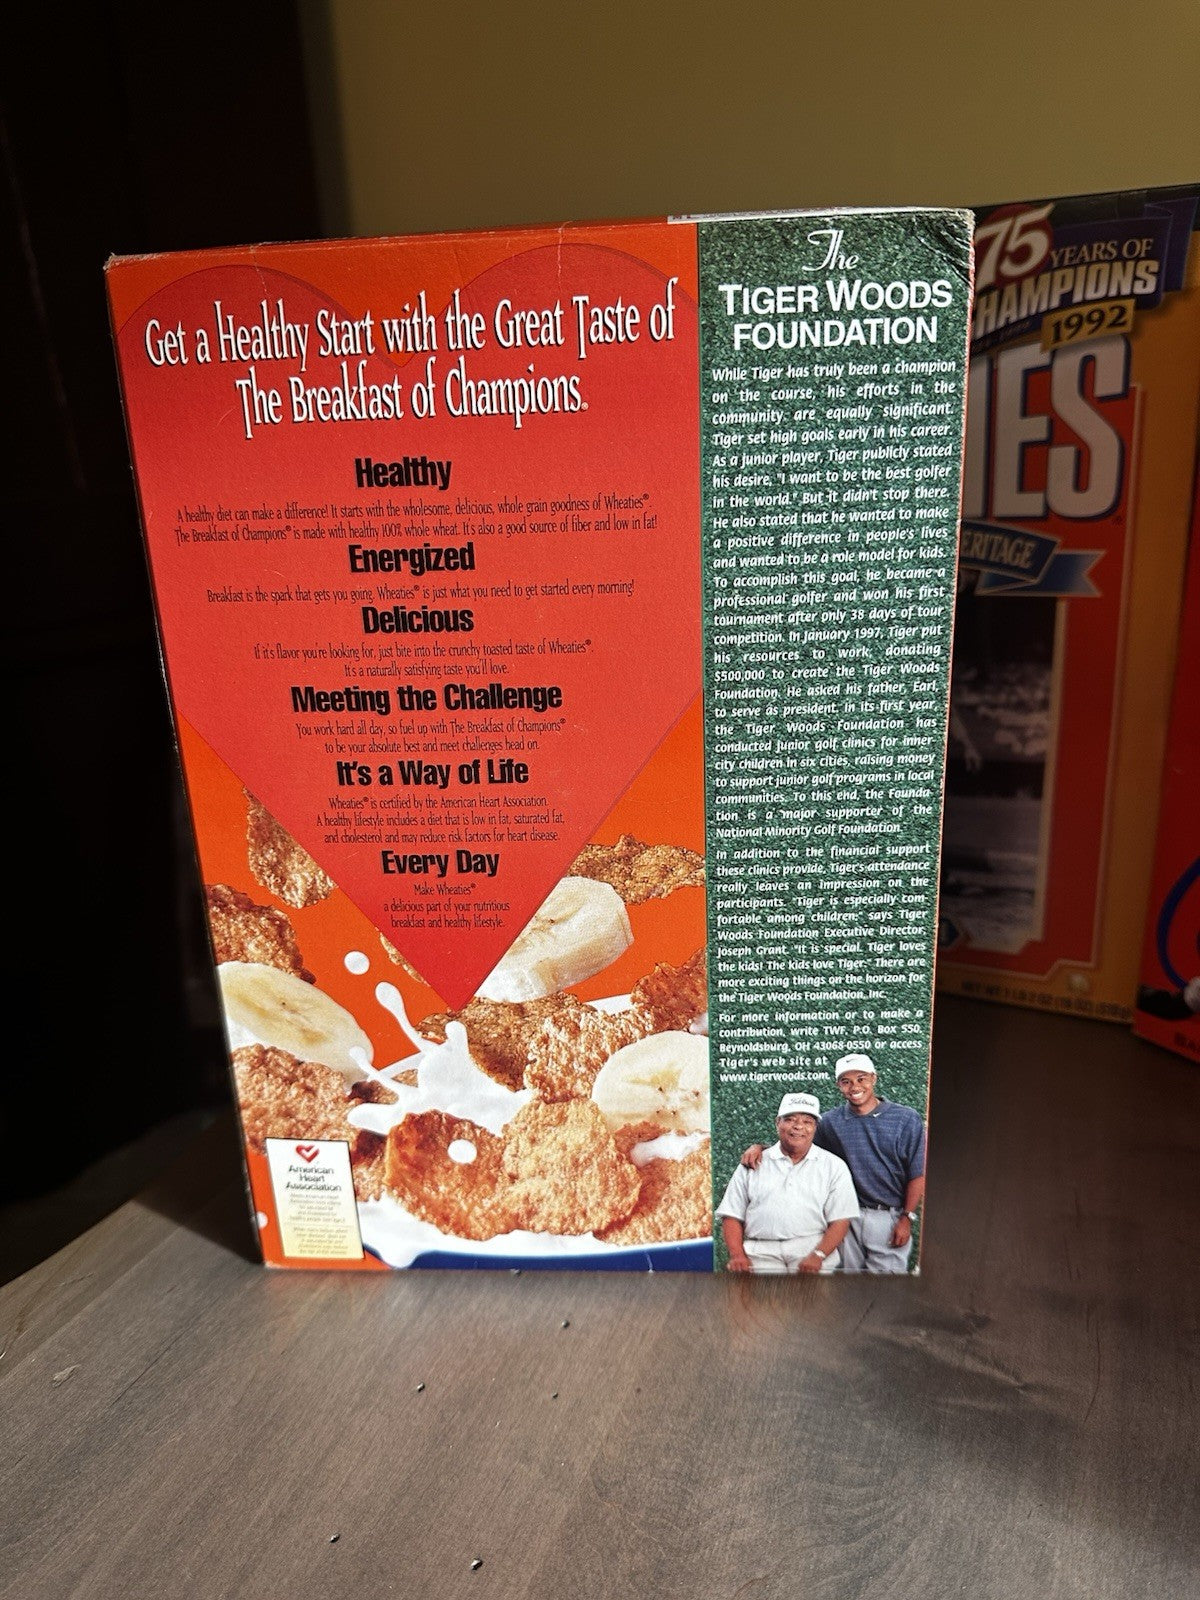 Get a Healthy Start with the Great Taste of
The Breakfast of Champions®
Healthy
A healthy diet can make a difference! It starts with the wholesome, delicious, whole grain goodness of Wheaties®.
The Breakfast of Champions® is made with healthy 100% whole wheat. It's also a good source of fiber and low in fat!
Energized
Breakfast is the spark that gets you going. Wheaties® is just what you need to get started every morning!
Delicious
If it's flavor you're looking for, just bite into the crunchy toasted taste of Wheaties®.
It's a naturally satisfying taste you'll love.
Meeting the Challenge
You work hard all day, so fuel up with The Breakfast of Champions®
to be your absolute best and meet challenges head on.
It's a Way of Life
Wheaties® is certified by the American Heart Association.
A healthy lifestyle includes a diet that is low in fat, saturated fat,
and cholesterol and may reduce risk factors for heart disease.
Every Day
Make Wheaties®
a delicious part of your nutritious
breakfast and healthy lifestyle.
American
Heart
Association
The
TIGER WOODS
FOUNDATION
While Tiger has truly been a champion
on the course, his efforts in the
community are equally significant.
Tiger set high goals early in his career.
As a junior player, Tiger publicly stated
his desire, "I want to be the best golfer
in the world." But it didn't stop there.
He also stated that he wanted to make
a positive difference in people's lives
and wanted to be a role model for kids.
To accomplish this goal, he became a
professional golfer and won his first
tournament after only 38 days of tour
competition. In January 1997, Tiger put
his resources to work, donating
$500,000 to create the Tiger Woods
Foundation. He asked his father, Earl,
to serve as president. In its first year,
the Tiger Woods Foundation has
conducted junior golf clinics for inner
city children in six cities, raising money
to support junior golf programs in local
communities. To this end, the Founda
tion is a major supporter of the
National Minority Golf Foundation.
In addition to the financial support
these clinics provide, Tiger's attendance
really leaves an impression on the
participants. "Tiger is especially com
fortable among children," says Tiger
Woods Foundation Executive Director,
Joseph Grant. "It is special. Tiger loves
the kids! The kids love Tiger." There are
more exciting things on the horizon for
the Tiger Woods Foundation, Inc.
For more information or to make a
contribution, write TWF, P.O. Box 550,
Reynoldsburg, OH 43068-0550 or access
Tiger's web site at
www.tigerwoods.com.
Titleist
75 YEARS OF
CHAMPIONS
1992
IES
ERITAGE
NET WT 1 LB 2 OZ (18 OZ) (510 g)